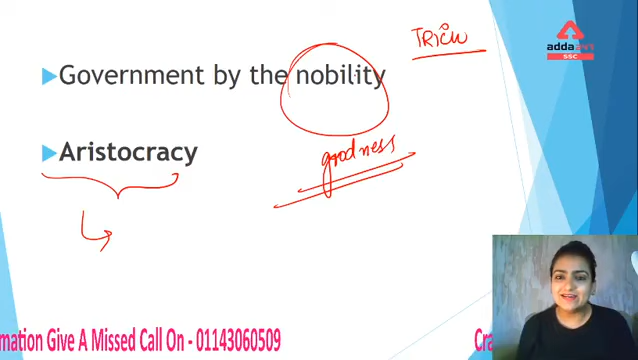 TRICK
adda247
SSC
Government by the nobility
goodness
Aristocracy
mation Give A Missed Call On - 01143060509
Cra